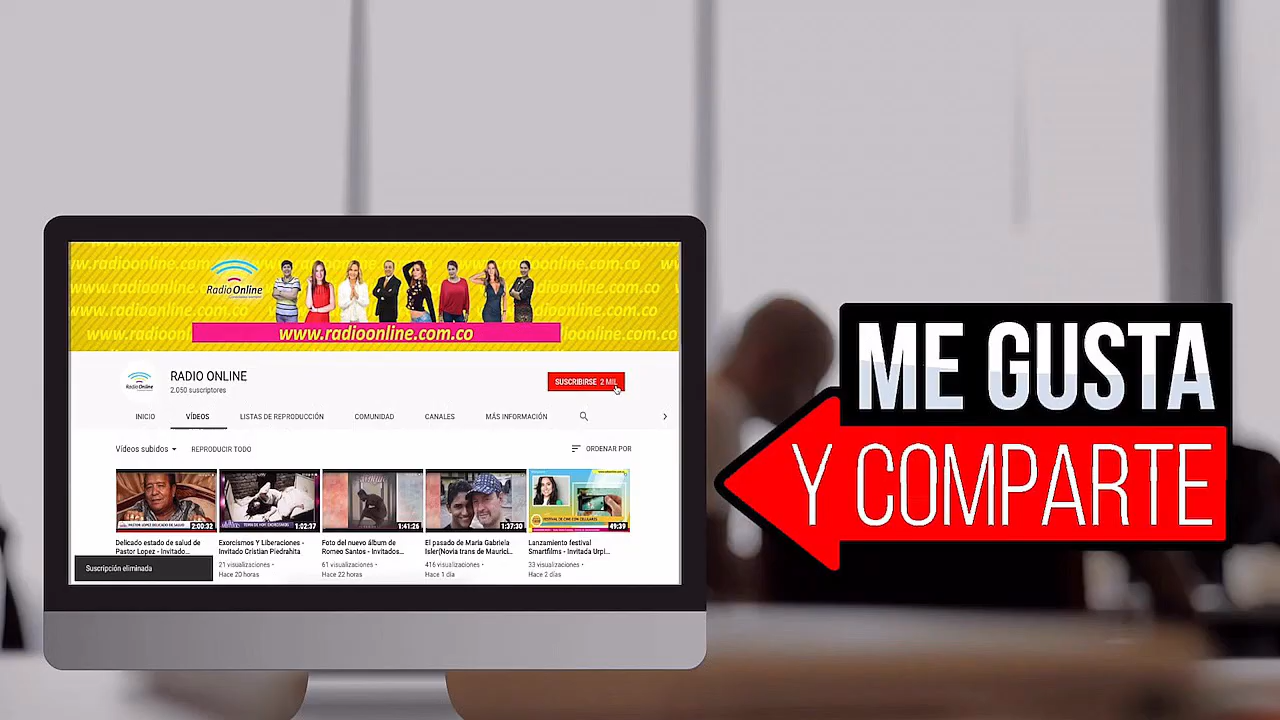 www.radioonline.com.co
RadioOnline
www.radioonline.com.co
RADIO ONLINE
2.050 suscriptores
SUSCRIBIRSE 2 MIL
INICIO VÍDEOS LISTAS DE REPRODUCCIÓN COMUNIDAD CANALES MÁS INFORMACIÓN
Vídeos subidos REPRODUCIR TODO ORDENAR POR
2:00:32 1:02:37 1:41:26 1:37:30 49:39
Delicado estado de salud de Pastor Lopez - Invitado...
21 visualizaciones •
Hace 20 horas
Exorcismos Y Liberaciones - Invitado Cristian Piedrahita
Foto del nuevo álbum de Romeo Santos - Invitados...
61 visualizaciones •
Hace 22 horas
El pasado de Maria Gabriela Isler(Novia trans de Maurici...
416 visualizaciones •
Hace 1 día
Lanzamiento festival Smartfilms - Invitada Urpi...
33 visualizaciones •
Hace 2 días
Suscripción eliminada
ME GUSTA
Y COMPARTE